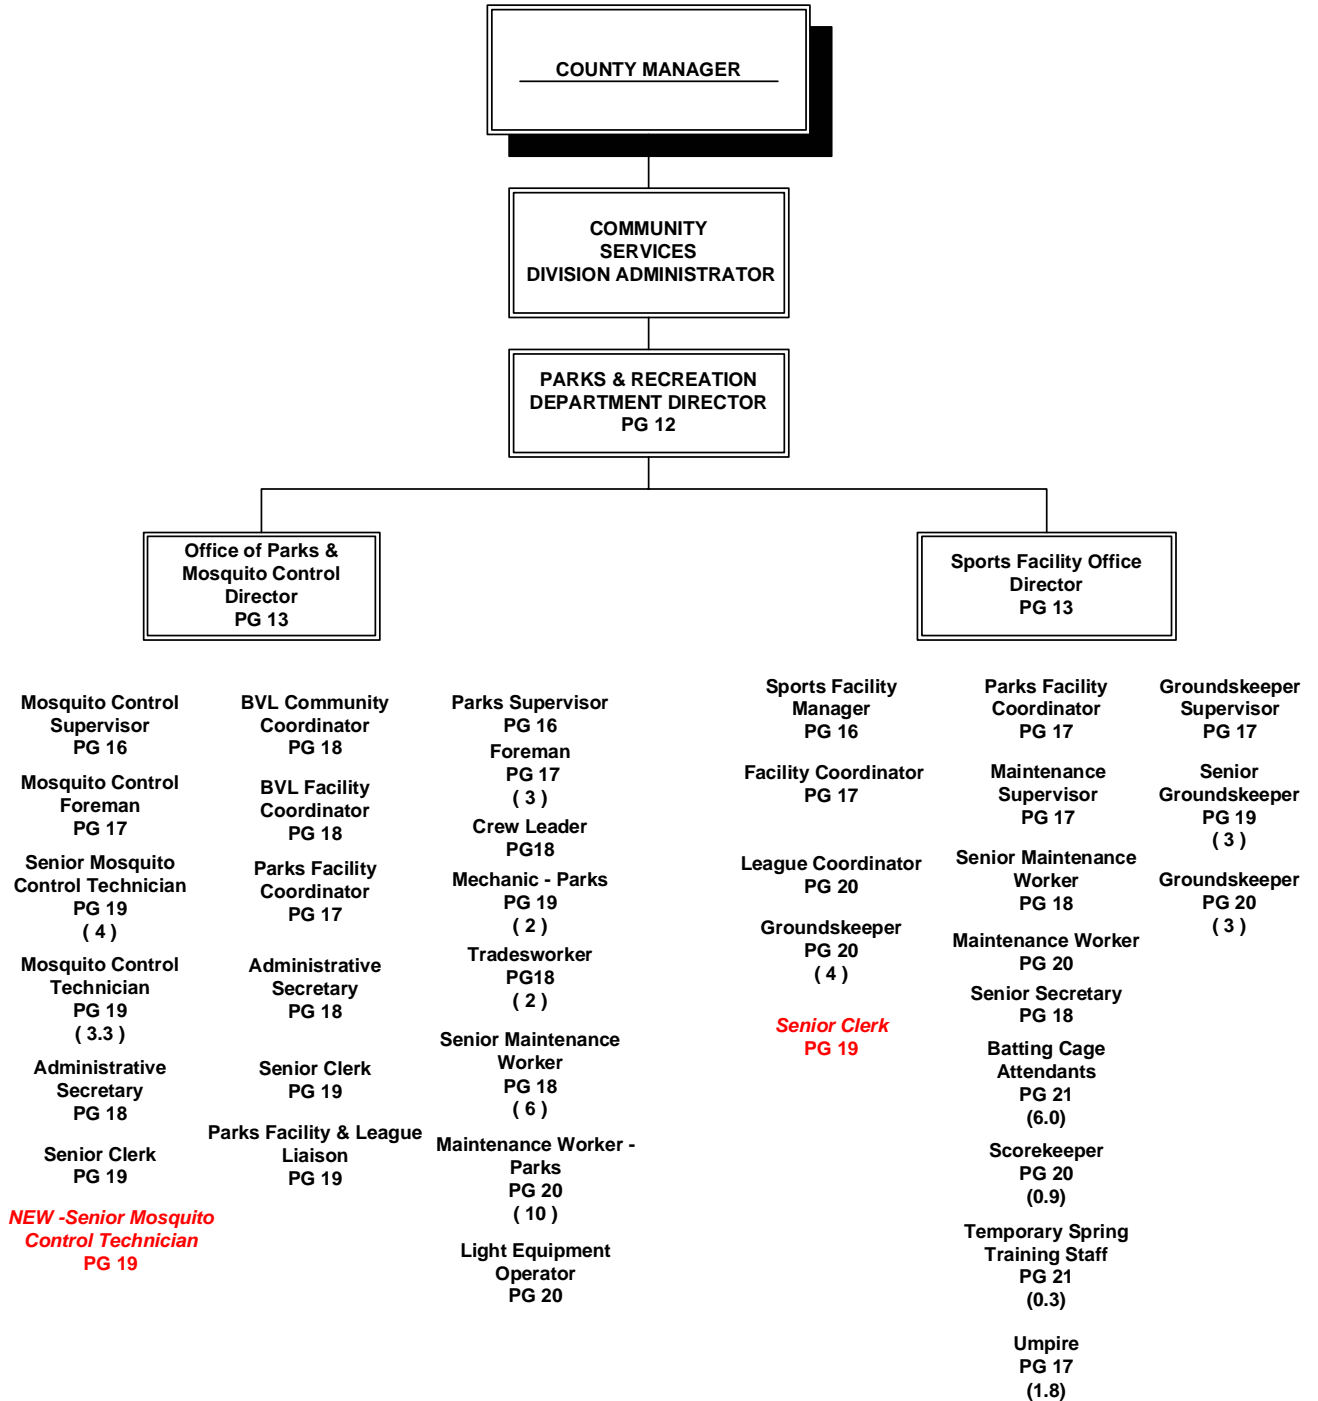 COUNTY MANAGER
COMMUNITY
SERVICES
DIVISION ADMINISTRATOR
PARKS & RECREATION
DEPARTMENT DIRECTOR
PG 12
Office of Parks &
Mosquito Control
Director
PG 13
Sports Facility Office
Director
PG 13
Mosquito Control
Supervisor
PG 16
Mosquito Control
Foreman
PG 17
Senior Mosquito
Control Technician
PG 19
( 4 )
Mosquito Control
Technician
PG 19
( 3.3 )
Administrative
Secretary
PG 18
Senior Clerk
PG 19
NEW -Senior Mosquito
Control Technician
PG 19
BVL Community
Coordinator
PG 18
BVL Facility
Coordinator
PG 18
Parks Facility
Coordinator
PG 17
Administrative
Secretary
PG 18
Senior Clerk
PG 19
Parks Facility & League
Liaison
PG 19
Parks Supervisor
PG 16
Foreman
PG 17
( 3 )
Crew Leader
PG18
Mechanic - Parks
PG 19
( 2 )
Tradesworker
PG18
( 2 )
Senior Maintenance
Worker
PG 18
( 6 )
Maintenance Worker -
Parks
PG 20
( 10 )
Light Equipment
Operator
PG 20
Sports Facility
Manager
PG 16
Facility Coordinator
PG 17
League Coordinator
PG 20
Groundskeeper
PG 20
( 4 )
Senior Clerk
PG 19
Parks Facility
Coordinator
PG 17
Maintenance
Supervisor
PG 17
Senior Maintenance
Worker
PG 18
Maintenance Worker
PG 20
Senior Secretary
PG 18
Batting Cage
Attendants
PG 21
(6.0)
Scorekeeper
PG 20
(0.9)
Temporary Spring
Training Staff
PG 21
(0.3)
Umpire
PG 17
(1.8)
Groundskeeper
Supervisor
PG 17
Senior
Groundskeeper
PG 19
( 3 )
Groundskeeper
PG 20
( 3 )